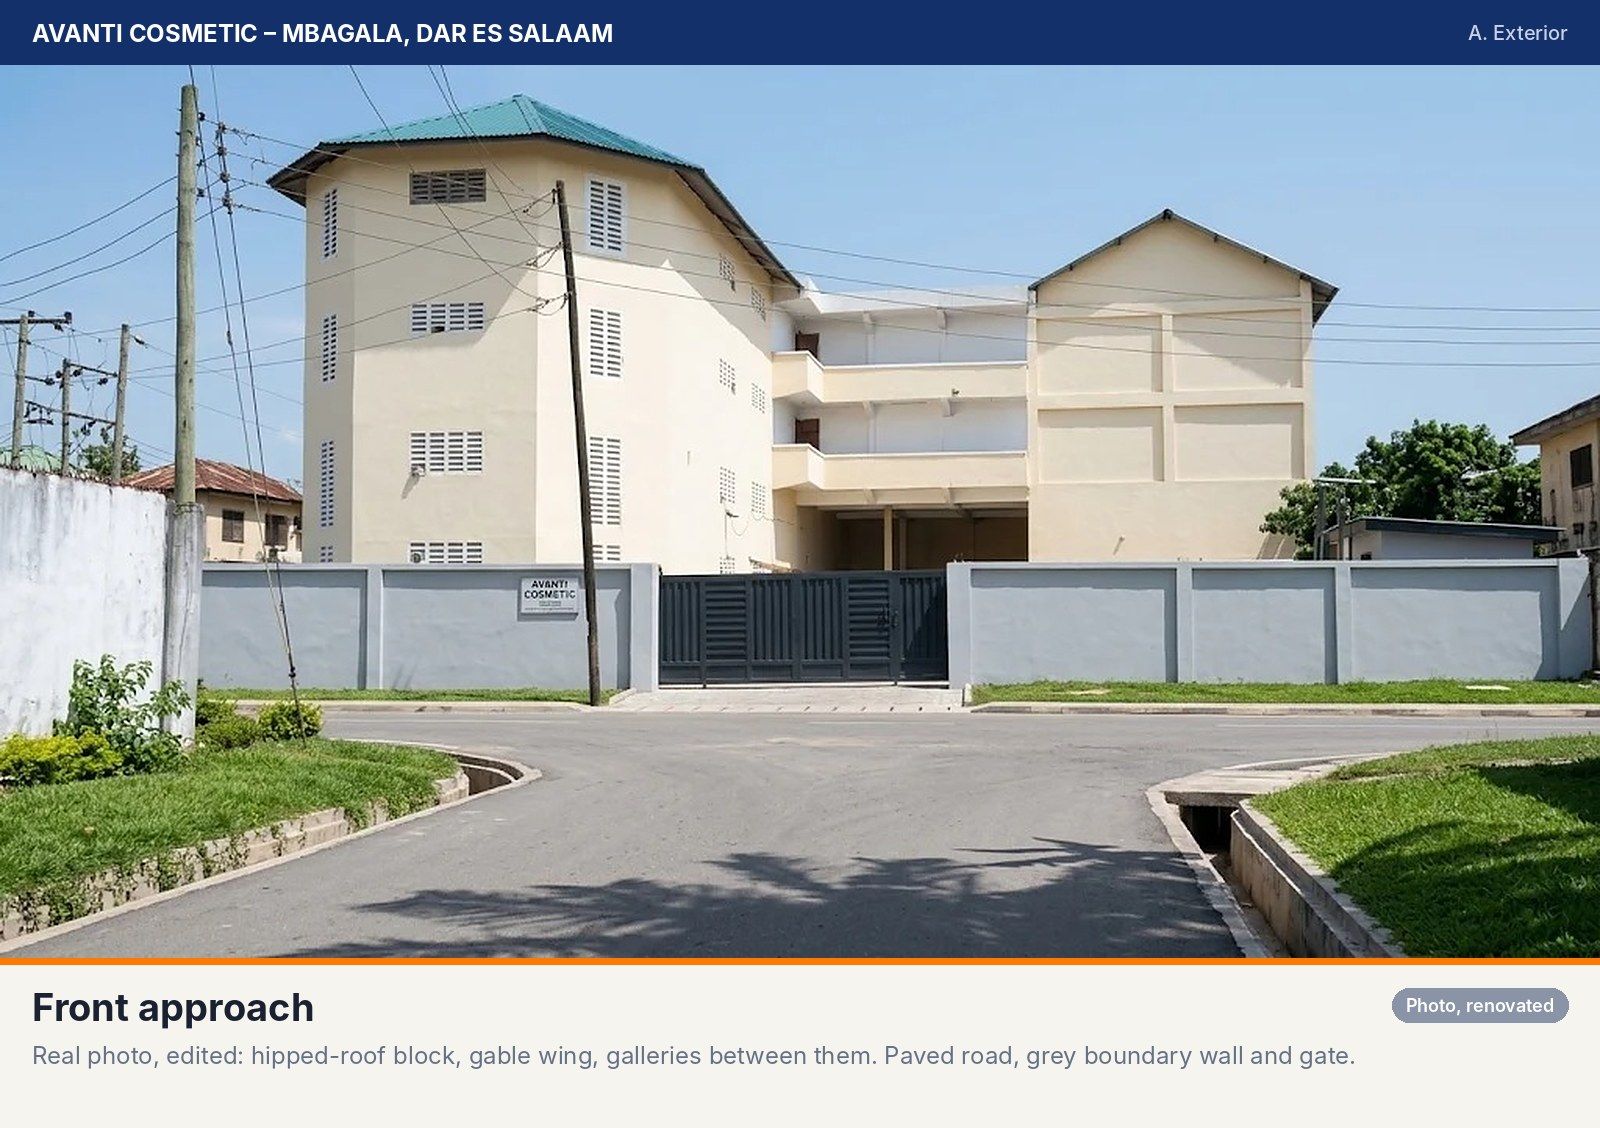 AVANTI COSMETIC – MBAGALA, DAR ES SALAAM
A. Exterior
AVANTI
COSMETIC
Front approach
Photo, renovated
Real photo, edited: hipped-roof block, gable wing, galleries between them. Paved road, grey boundary wall and gate.